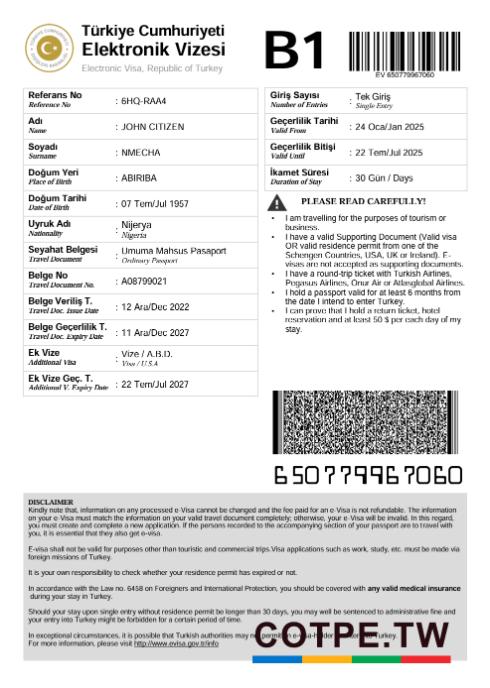 Türkiye Cumhuriyeti
Elektronik Vizesi
Electronic Visa, Republic of Turkey
B1
EV 650779967060
Referans No
Reference No
: 6HQ-RAA4
Adı
Name
: JOHN CITIZEN
Soyadı
Surname
: NMECHA
Doğum Yeri
Place of Birth
: ABIRIBA
Doğum Tarihi
Date of Birth
: 07 Tem/Jul 1957
Uyruk Adı
Nationality
: Nijerya
Nigeria
Seyahat Belgesi
Travel Document
: Umuma Mahsus Pasaport
Ordinary Passport
Belge No
Travel Document No.
: A08799021
Belge Veriliş T.
Travel Doc. Issue Date
: 12 Ara/Dec 2022
Belge Geçerlilik T.
Travel Doc. Expiry Date
: 11 Ara/Dec 2027
Ek Vize
Additional Visa
: Vize / A.B.D.
Visa / U.S.A
Ek Vize Geç. T.
Additional V. Expiry Date
: 22 Tem/Jul 2027
Giriş Sayısı
Number of Entries
: Tek Giriş
Single Entry
Geçerlilik Tarihi
Valid From
: 24 Oca/Jan 2025
Geçerlilik Bitişi
Valid Until
: 22 Tem/Jul 2025
İkamet Süresi
Duration of Stay
: 30 Gün / Days
PLEASE READ CAREFULLY!
• I am travelling for the purposes of tourism or
business.
• I have a valid Supporting Document (Valid visa
OR valid residence permit from one of the
Schengen Countries, USA, UK or Ireland). E-
visas are not accepted as supporting documents.
• I have a round-trip ticket with Turkish Airlines,
Pegasus Airlines, Onur Air or Atlasglobal Airlines.
• I hold a passport valid for at least 6 months from
the date I intend to enter Turkey.
• I can prove that I hold a return ticket, hotel
reservation and at least 50 $ per each day of my
stay.
650779967060
DISCLAIMER
Kindly note that, information on any processed e-Visa cannot be changed and the fee paid for an e-Visa is not refundable. The information
on your e-Visa must match the information on your valid travel document completely; otherwise, your e-Visa will be invalid. In this regard,
you must create and complete a new application. If the persons recorded to the accompanying section of your passport are to travel with
you, it is essential that they also get e-visa.
E-visa shall not be valid for purposes other than touristic and commercial trips.Visa applications such as work, study, etc. must be made via
foreign missions of Turkey.
It is your own responsibility to check whether your residence permit has expired or not.
In accordance with the Law no. 6458 on Foreigners and International Protection, you should be covered with any valid medical insurance
during your stay in Turkey.
Should your stay upon single entry without residence permit be longer than 30 days, you may well be sentenced to administrative fine and
your entry into Turkey might be forbidden for a certain period of time.
In exceptional circumstances, it is possible that Turkish authorities may not permit an e-visa-holder to enter to Turkey.
For more information, please visit http://www.evisa.gov.tr/info
COTPE.TW